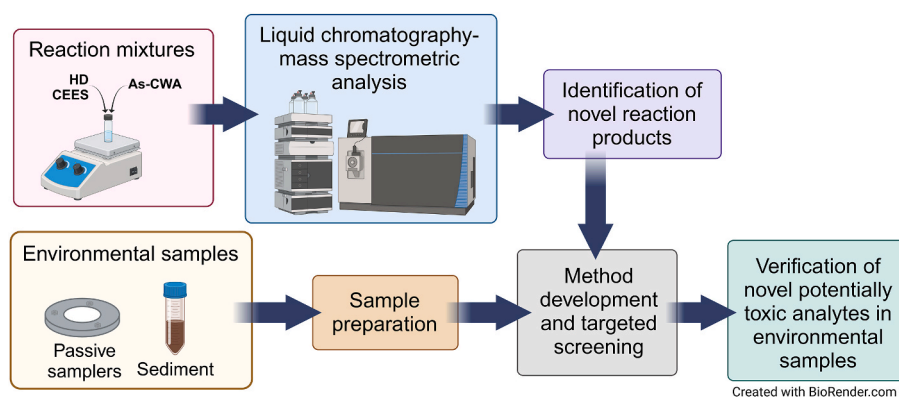 Reaction mixtures
HD
CEES
As-CWA
Liquid chromatography-
mass spectrometric
analysis
Identification of
novel reaction
products
Environmental samples
Passive
samplers
Sediment
Sample
preparation
Method
development
and targeted
screening
Verification of
novel potentially
toxic analytes in
environmental
samples
Created with BioRender.com